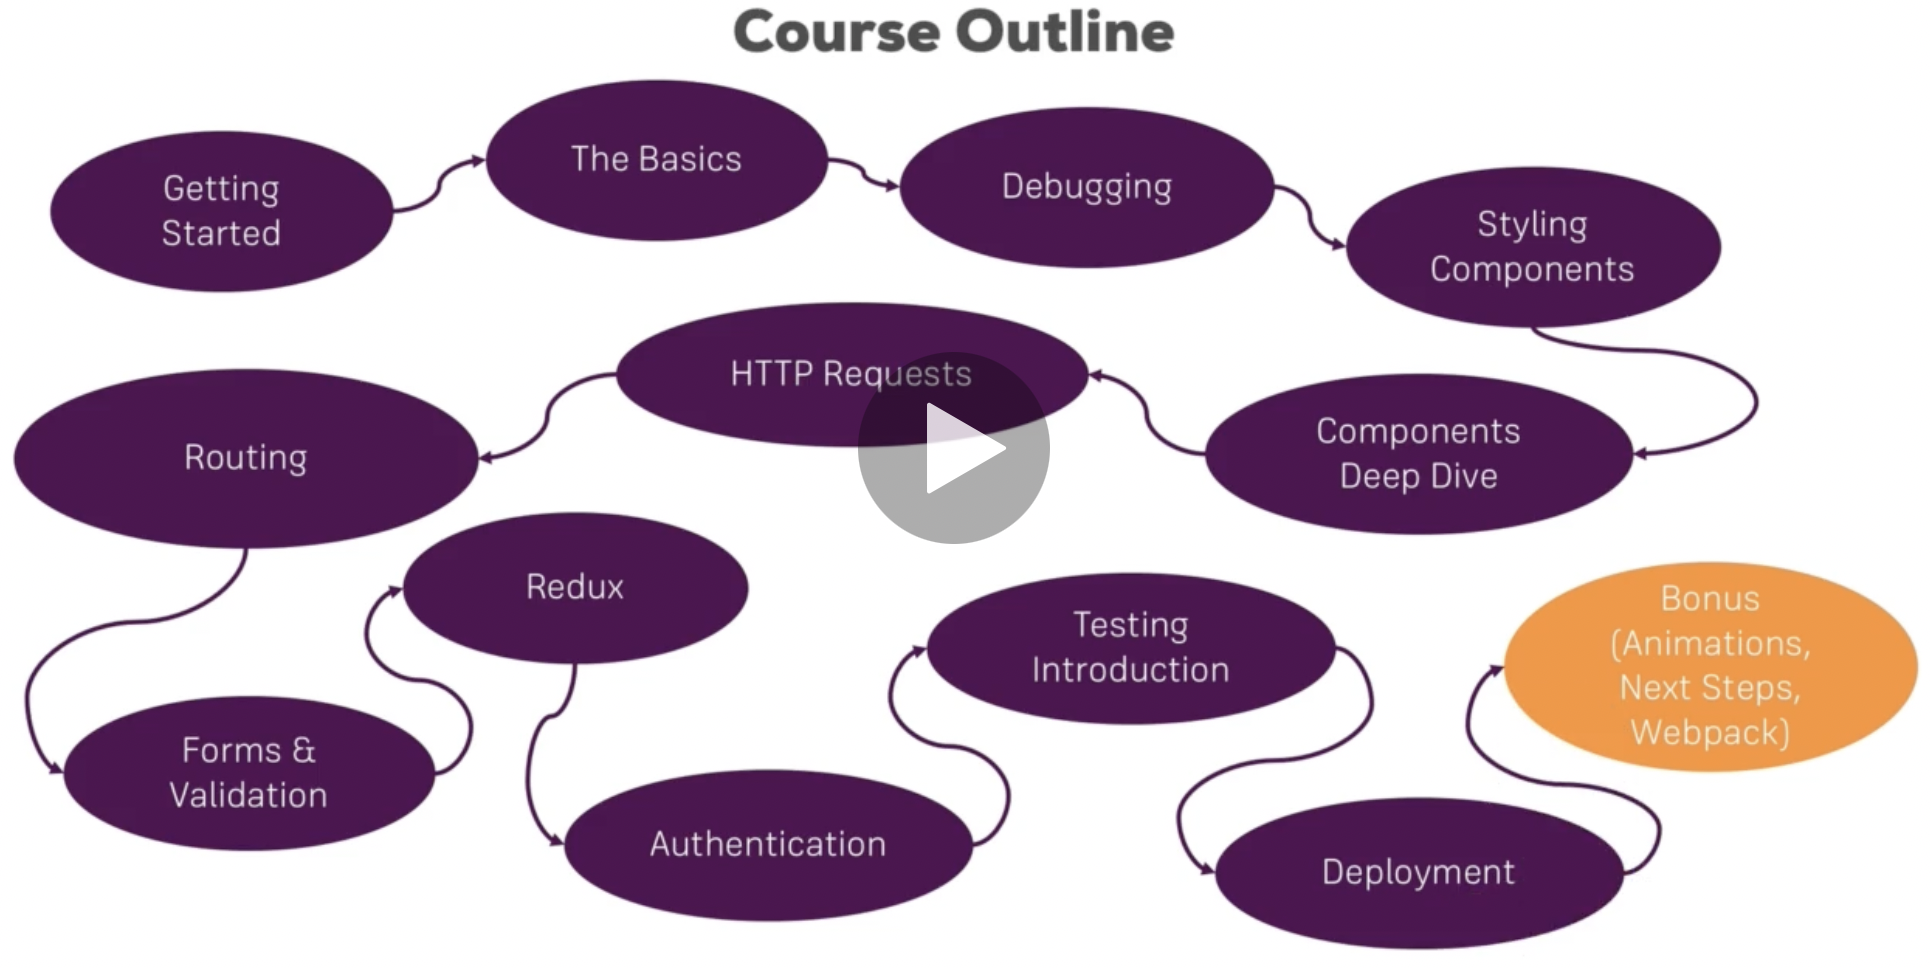 Course Outline
Getting
Started
The Basics
Debugging
Styling
Components
Components
Deep Dive
HTTP Requests
Routing
Forms &
Validation
Redux
Authentication
Testing
Introduction
Deployment
Bonus
(Animations,
Next Steps,
Webpack)